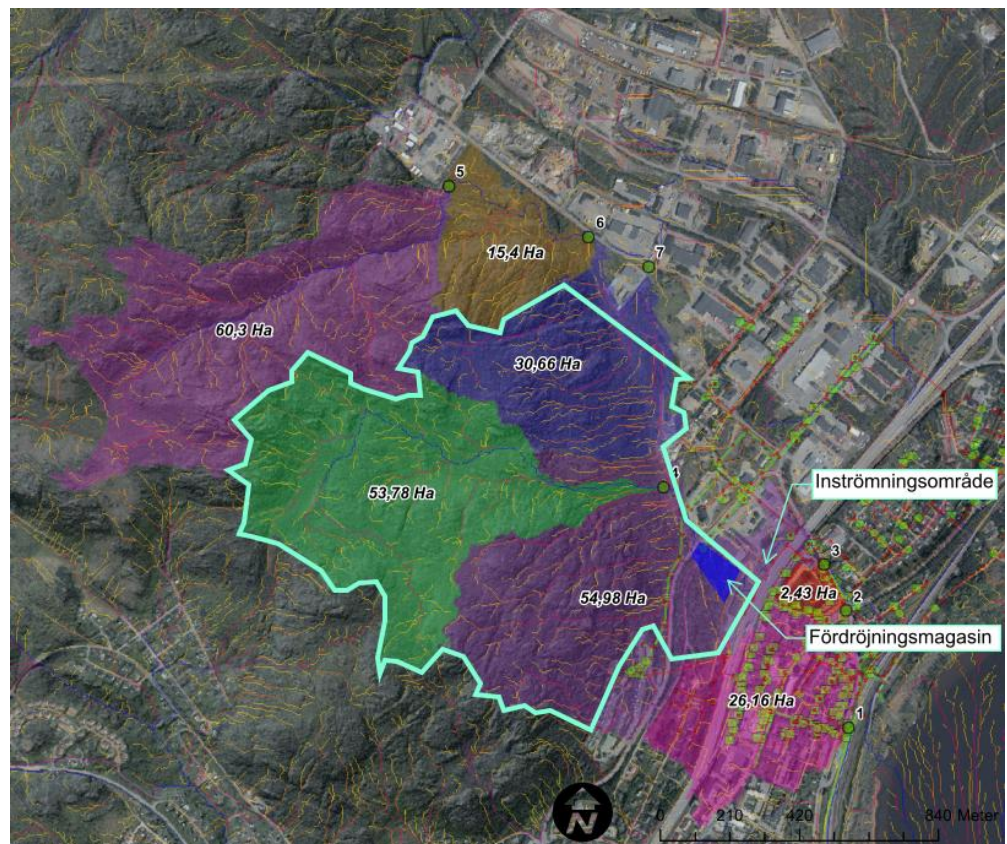 5
6
15,4 Ha
7
60,3 Ha
30,66 Ha
4
Inströmningsområde
53,78 Ha
3
2,43 Ha
54,98 Ha
2
Fördröjningsmagasin
26,16 Ha
1
N
0 210 420 840 Meter